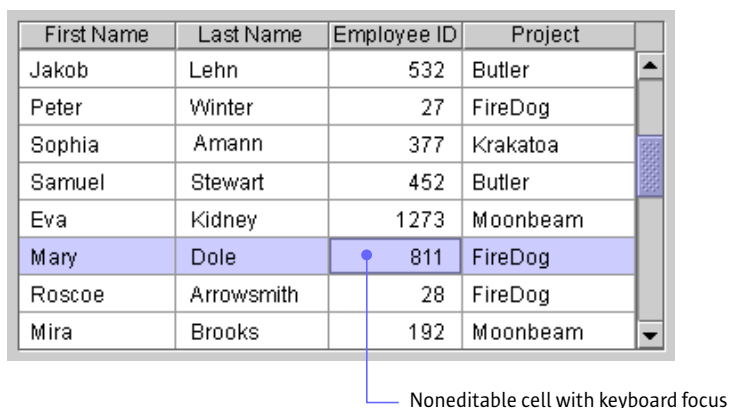 First Name Last Name Employee ID Project
Jakob Lehn 532 Butler
Peter Winter 27 FireDog
Sophia Amann 377 Krakatoa
Samuel Stewart 452 Butler
Eva Kidney 1273 Moonbeam
Mary Dole 811 FireDog
Roscoe Arrowsmith 28 FireDog
Mira Brooks 192 Moonbeam
Noneditable cell with keyboard focus